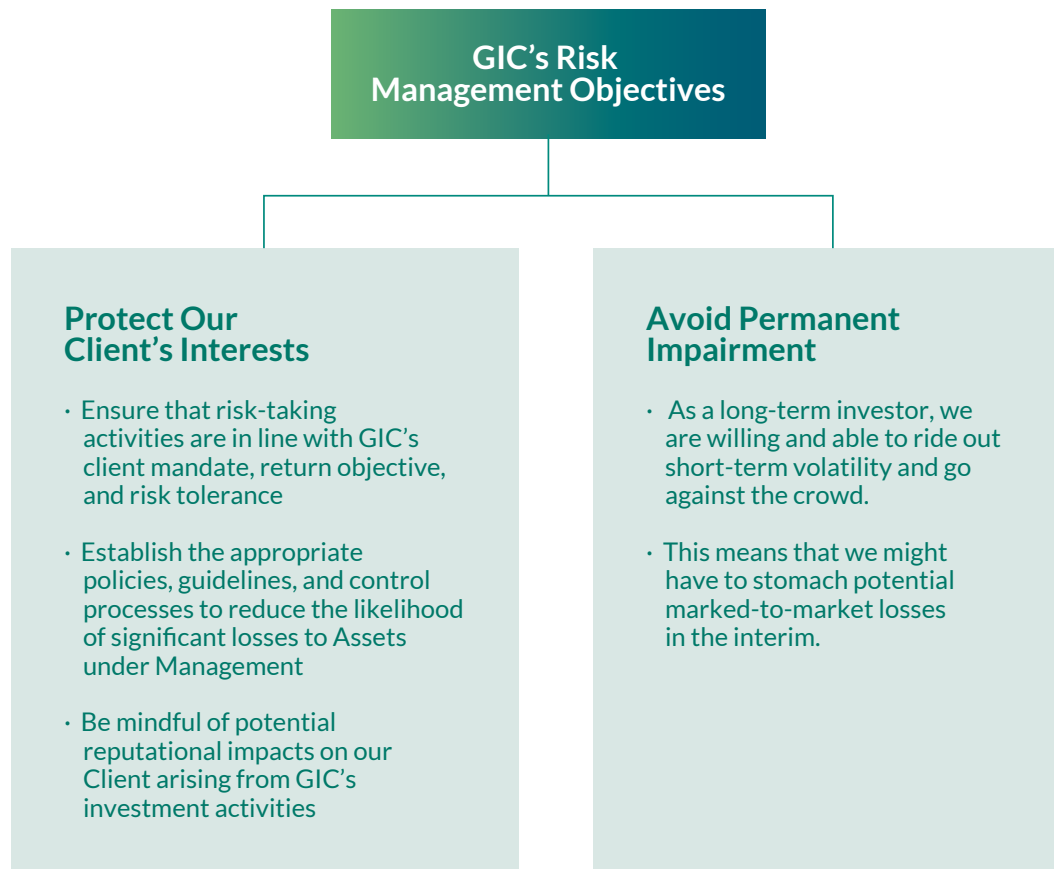 GIC’s Risk
Management Objectives
Protect Our
Client’s Interests
· Ensure that risk-taking
activities are in line with GIC’s
client mandate, return objective,
and risk tolerance
· Establish the appropriate
policies, guidelines, and control
processes to reduce the likelihood
of significant losses to Assets
under Management
· Be mindful of potential
reputational impacts on our
Client arising from GIC’s
investment activities
Avoid Permanent
Impairment
· As a long-term investor, we
are willing and able to ride out
short-term volatility and go
against the crowd.
· This means that we might
have to stomach potential
marked-to-market losses
in the interim.